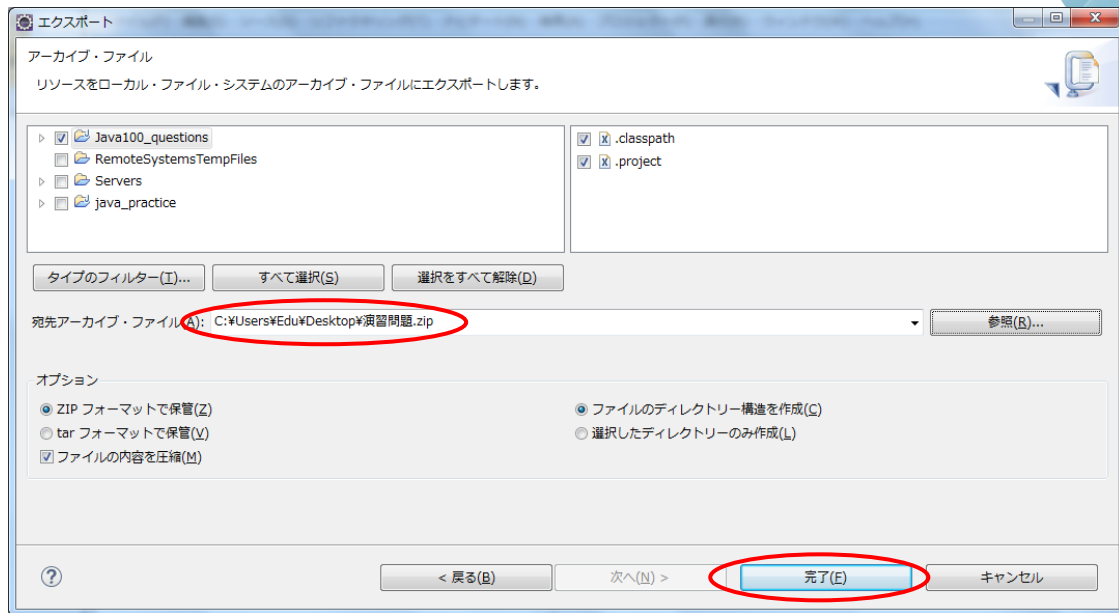 エクスポート
アーカイブ・ファイル
リソースをローカル・ファイル・システムのアーカイブ・ファイルにエクスポートします。
Java100_questions
RemoteSystemsTempFiles
Servers
java_practice
.classpath
.project
タイプのフィルター(T)...
すべて選択(S)
選択をすべて解除(D)
宛先アーカイブ・ファイル(A): C:¥Users¥Edu¥Desktop¥演習問題.zip
参照(R)...
オプション
ZIP フォーマットで保管(Z)
tar フォーマットで保管(V)
ファイルの内容を圧縮(M)
ファイルのディレクトリー構造を作成(C)
選択したディレクトリーのみ作成(L)
< 戻る(B)
次へ(N) >
完了(F)
キャンセル